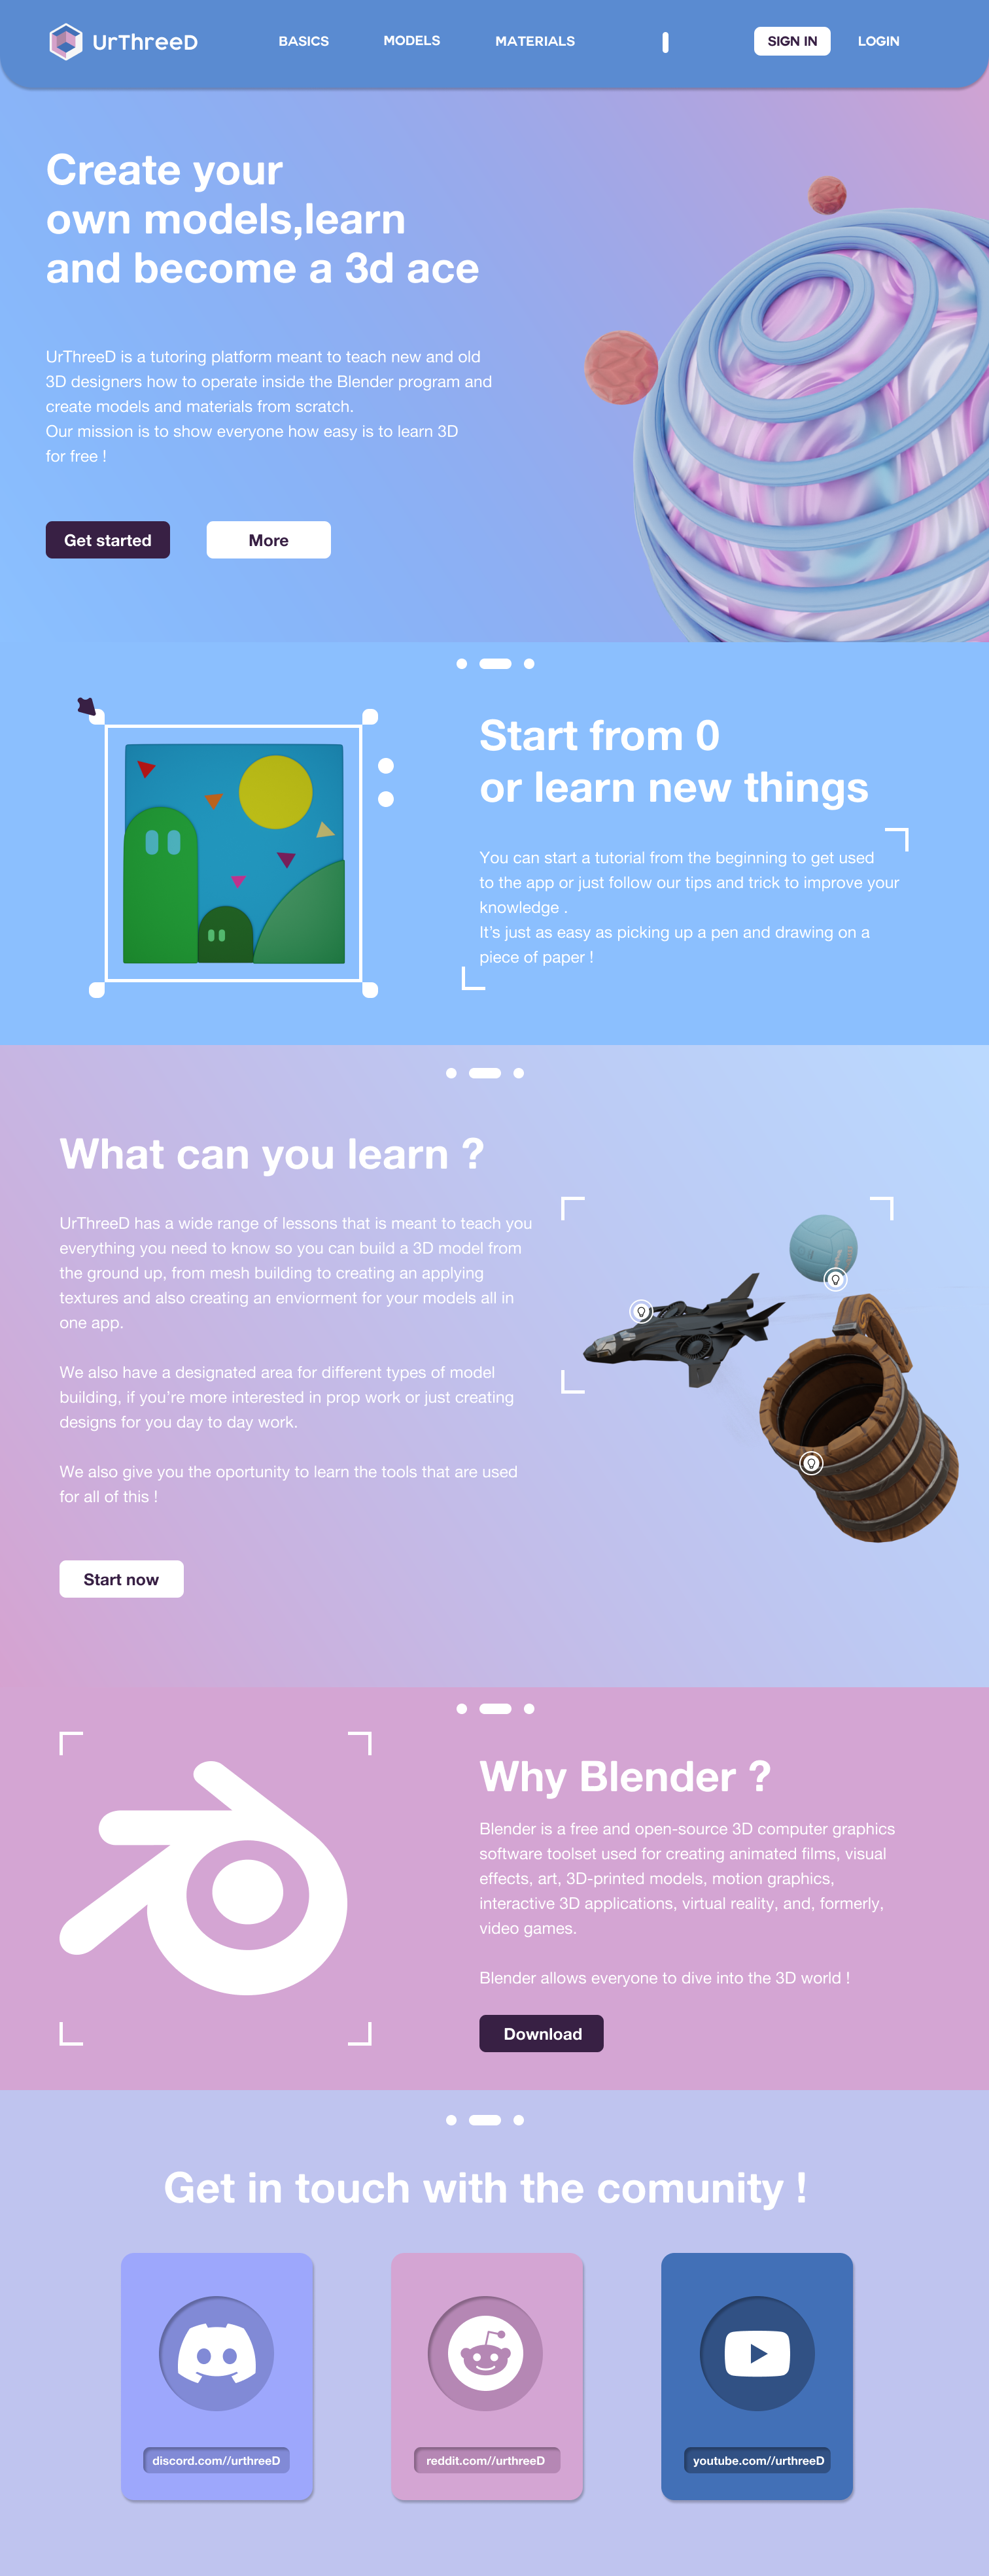 UrThreeD
BASICS
MODELS
MATERIALS
SIGN IN
LOGIN
Create your
own models,learn
and become a 3d ace
UrThreeD is a tutoring platform meant to teach new and old
3D designers how to operate inside the Blender program and
create models and materials from scratch.
Our mission is to show everyone how easy is to learn 3D
for free !
Get started
More
Start from 0
or learn new things
You can start a tutorial from the beginning to get used
to the app or just follow our tips and trick to improve your
knowledge .
It’s just as easy as picking up a pen and drawing on a
piece of paper !
What can you learn ?
UrThreeD has a wide range of lessons that is meant to teach you
everything you need to know so you can build a 3D model from
the ground up, from mesh building to creating an applying
textures and also creating an enviorment for your models all in
one app.
We also have a designated area for different types of model
building, if you’re more interested in prop work or just creating
designs for you day to day work.
We also give you the oportunity to learn the tools that are used
for all of this !
Start now
Why Blender ?
Blender is a free and open-source 3D computer graphics
software toolset used for creating animated films, visual
effects, art, 3D-printed models, motion graphics,
interactive 3D applications, virtual reality, and, formerly,
video games.
Blender allows everyone to dive into the 3D world !
Download
Get in touch with the comunity !
discord.com//urthreeD
reddit.com//urthreeD
youtube.com//urthreeD